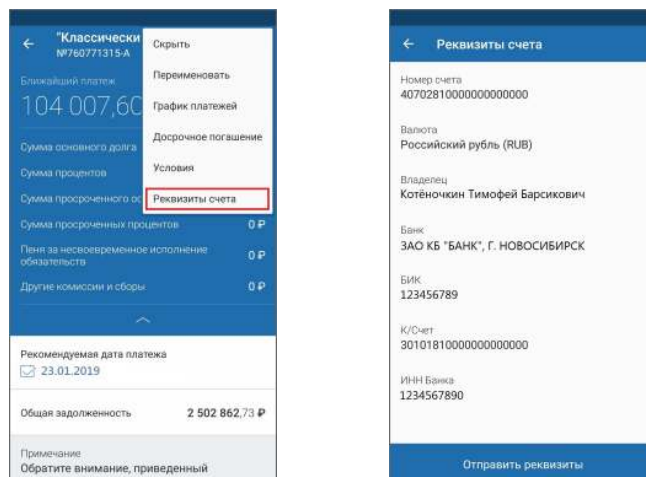 "Классически
№760771315-А
Скрыть
Переименовать
График платежей
Досрочное погашение
Условия
Реквизиты счета
Ближайший платеж
104 007,60
Сумма основного долга
Сумма процентов
Сумма просроченного ос
Сумма просроченных процентов 0 ₽
Пеня за несвоевременное исполнение
обязательств 0 ₽
Другие комиссии и сборы 0 ₽
Рекомендуемая дата платежа
23.01.2019
Общая задолженность 2 502 862,73 ₽
Примечание
Обратите внимание, приведенный
Реквизиты счета
Номер счета
40702810000000000000
Валюта
Российский рубль (RUB)
Владелец
Котёночкин Тимофей Барсикович
Банк
ЗАО КБ "БАНК", Г. НОВОСИБИРСК
БИК
123456789
К/Счет
30101810000000000000
ИНН Банка
1234567890
Отправить реквизиты